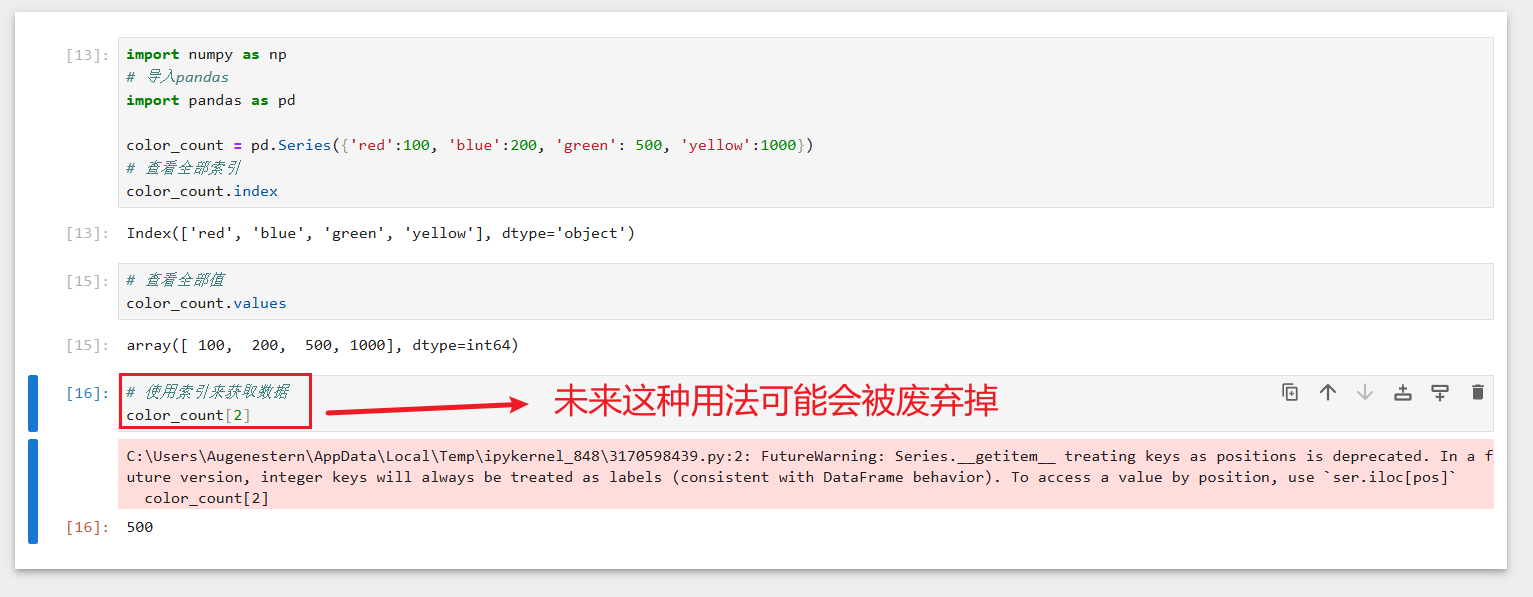 [13]: import numpy as np
# 导入pandas
import pandas as pd
color_count = pd.Series({'red':100, 'blue':200, 'green': 500, 'yellow':1000})
# 查看全部索引
color_count.index
[13]: Index(['red', 'blue', 'green', 'yellow'], dtype='object')
[15]: # 查看全部值
color_count.values
[15]: array([ 100,  200,  500, 1000], dtype=int64)
[16]: # 使用索引来获取数据
color_count[2]
未来这种用法可能会被废弃掉
C:\Users\Augenestern\AppData\Local\Temp\ipykernel_848\3170598439.py:2: FutureWarning: Series.__getitem__ treating keys as positions is deprecated. In a f
uture version, integer keys will always be treated as labels (consistent with DataFrame behavior). To access a value by position, use `ser.iloc[pos]`
  color_count[2]
[16]: 500